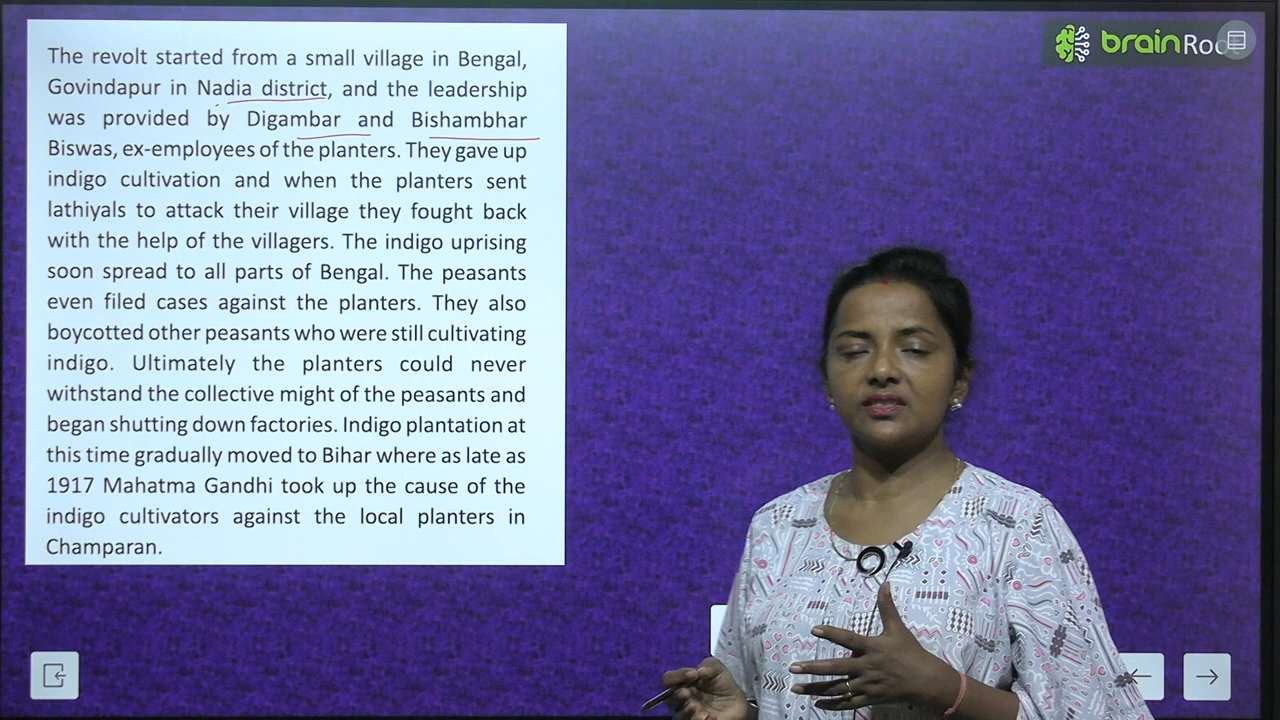 The revolt started from a small village in Bengal,
Govindapur in Nadia district, and the leadership
was provided by Digambar and Bishambhar
Biswas, ex-employees of the planters. They gave up
indigo cultivation and when the planters sent
lathiyals to attack their village they fought back
with the help of the villagers. The indigo uprising
soon spread to all parts of Bengal. The peasants
even filed cases against the planters. They also
boycotted other peasants who were still cultivating
indigo. Ultimately the planters could never
withstand the collective might of the peasants and
began shutting down factories. Indigo plantation at
this time gradually moved to Bihar where as late as
1917 Mahatma Gandhi took up the cause of the
indigo cultivators against the local planters in
Champaran.
brain